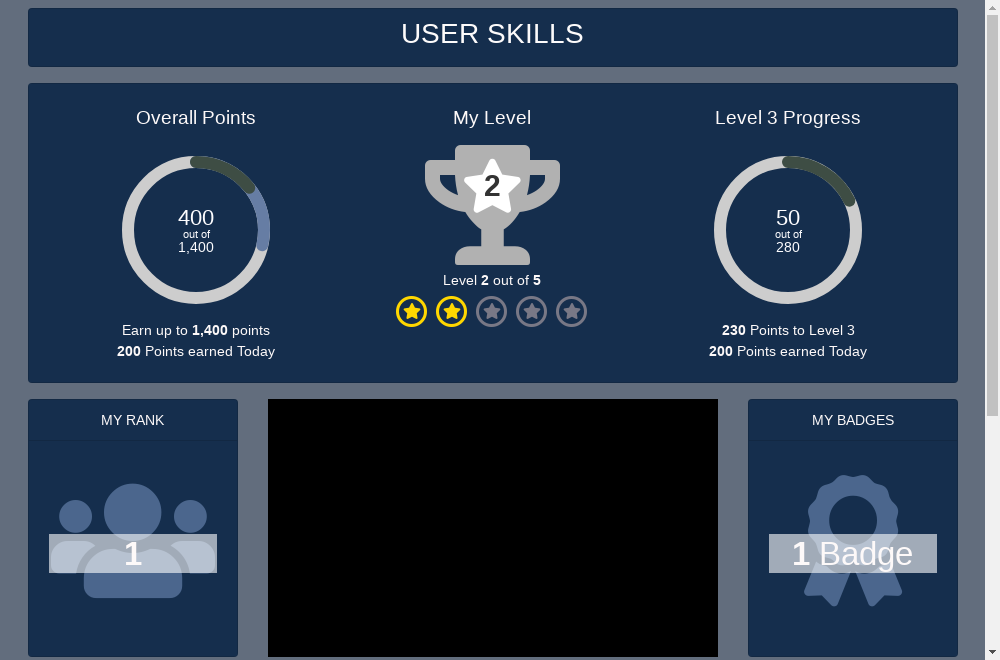 USER SKILLS
Overall Points
400
out of
1,400
Earn up to 1,400 points
200 Points earned Today
My Level
2
Level 2 out of 5
Level 3 Progress
50
out of
280
230 Points to Level 3
200 Points earned Today
MY RANK
1
MY BADGES
1 Badge